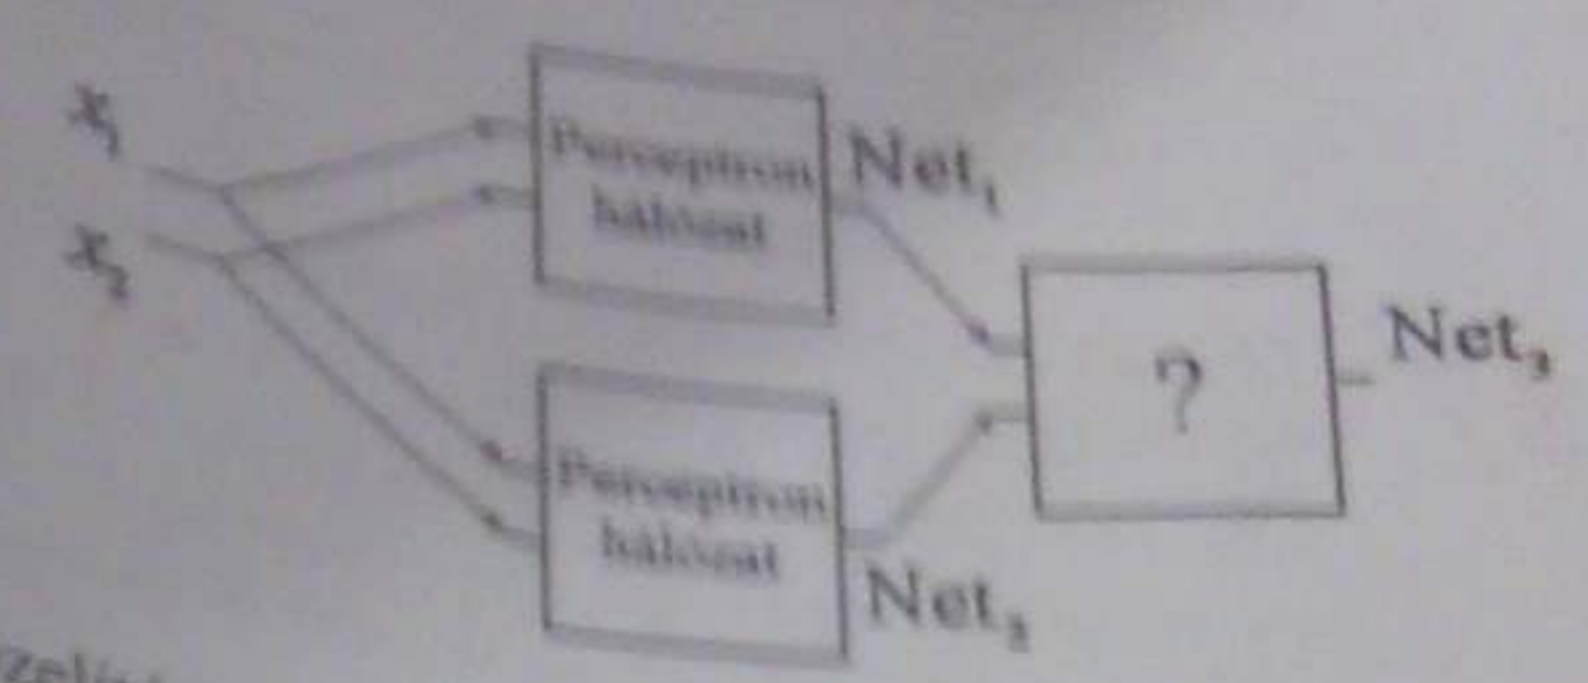 x₁
x₂
Perceptron
hálózat
Net₁
Perceptron
hálózat
Net₂
?
Net₃